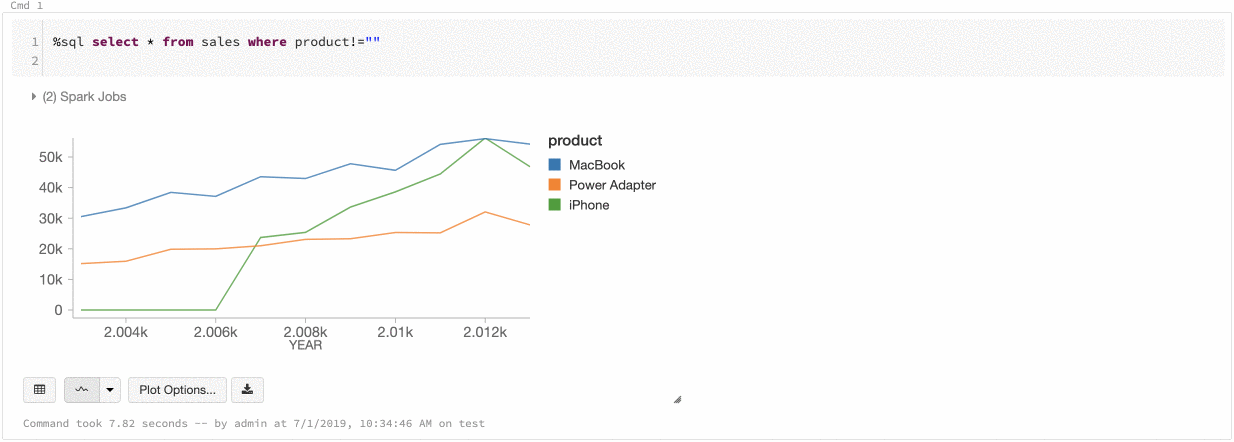 Cmd 1
1 %sql select * from sales where product!=""
2
(2) Spark Jobs
product
MacBook
Power Adapter
iPhone
50k
40k
30k
20k
10k
0
2.004k 2.006k 2.008k 2.01k 2.012k
YEAR
Plot Options...
Command took 7.82 seconds -- by admin at 7/1/2019, 10:34:46 AM on test